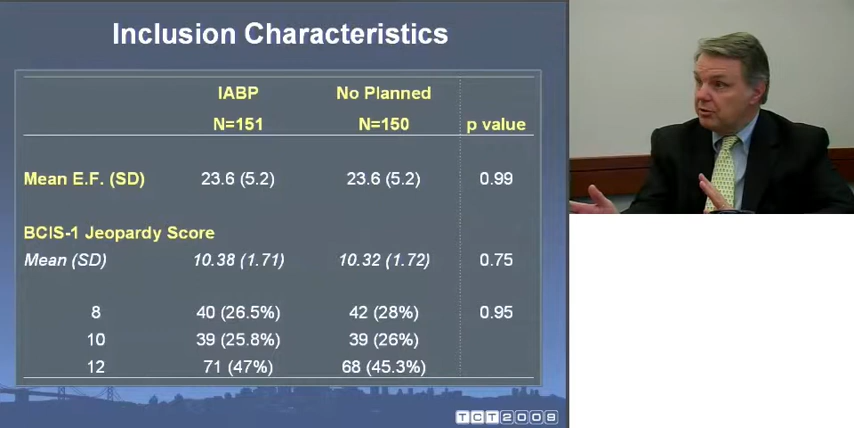 Inclusion Characteristics
IABP No Planned
N=151 N=150 p value
Mean E.F. (SD) 23.6 (5.2) 23.6 (5.2) 0.99
BCIS-1 Jeopardy Score
Mean (SD) 10.38 (1.71) 10.32 (1.72) 0.75
8 40 (26.5%) 42 (28%) 0.95
10 39 (25.8%) 39 (26%)
12 71 (47%) 68 (45.3%)
TCT2009